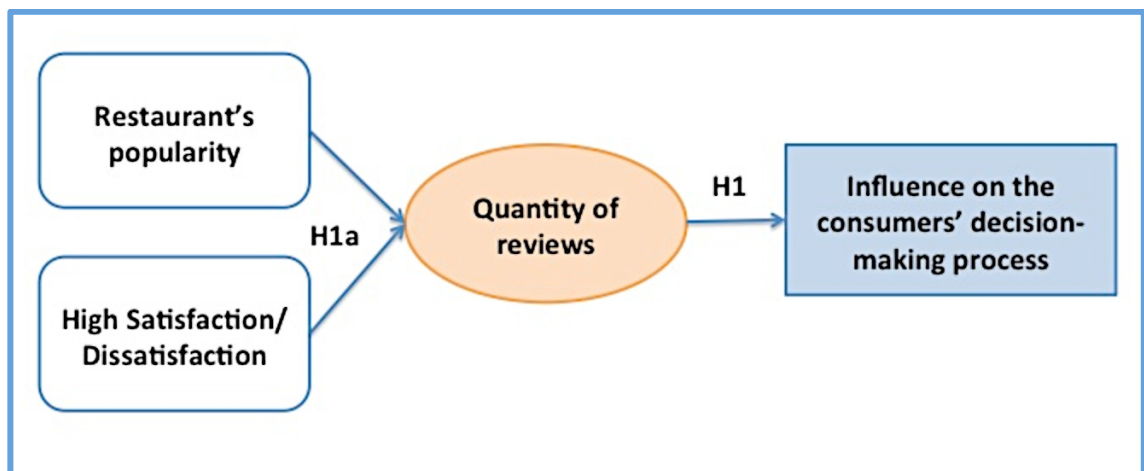 Restaurant’s
popularity
H1a
High Satisfaction/
Dissatisfaction
Quantity of
reviews
H1
Influence on the
consumers’ decision-
making process